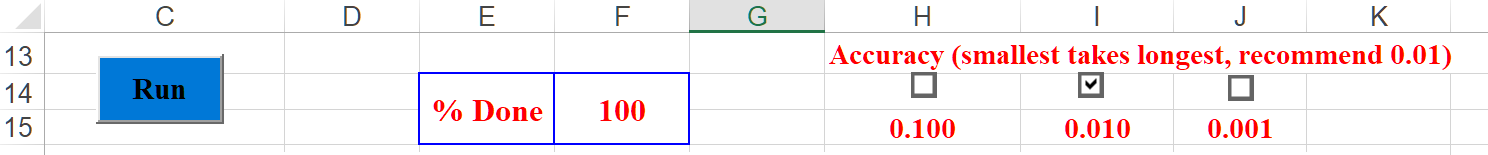 C D E F G H I J K
13 Accuracy (smallest takes longest, recommend 0.01)
14 Run
% Done 100
15 0.100 0.010 0.001